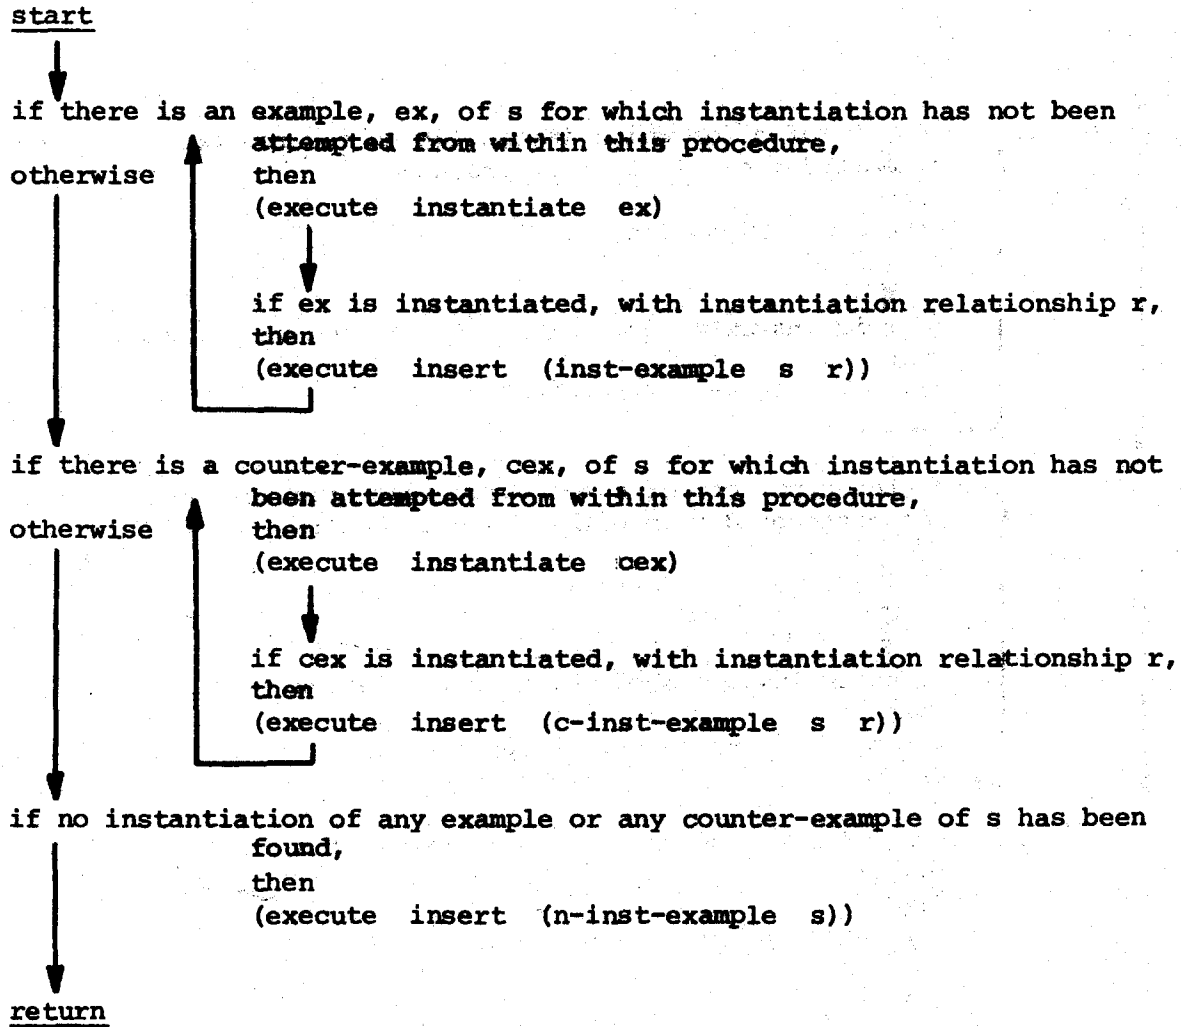 start
if there is an example, ex, of s for which instantiation has not been
attempted from within this procedure,
otherwise then
(execute instantiate ex)
if ex is instantiated, with instantiation relationship r,
then
(execute insert (inst-example s r))
if there is a counter-example, cex, of s for which instantiation has not
been attempted from within this procedure,
otherwise then
(execute instantiate cex)
if cex is instantiated, with instantiation relationship r,
then
(execute insert (c-inst-example s r))
if no instantiation of any example or any counter-example of s has been
found,
then
(execute insert (n-inst-example s))
return